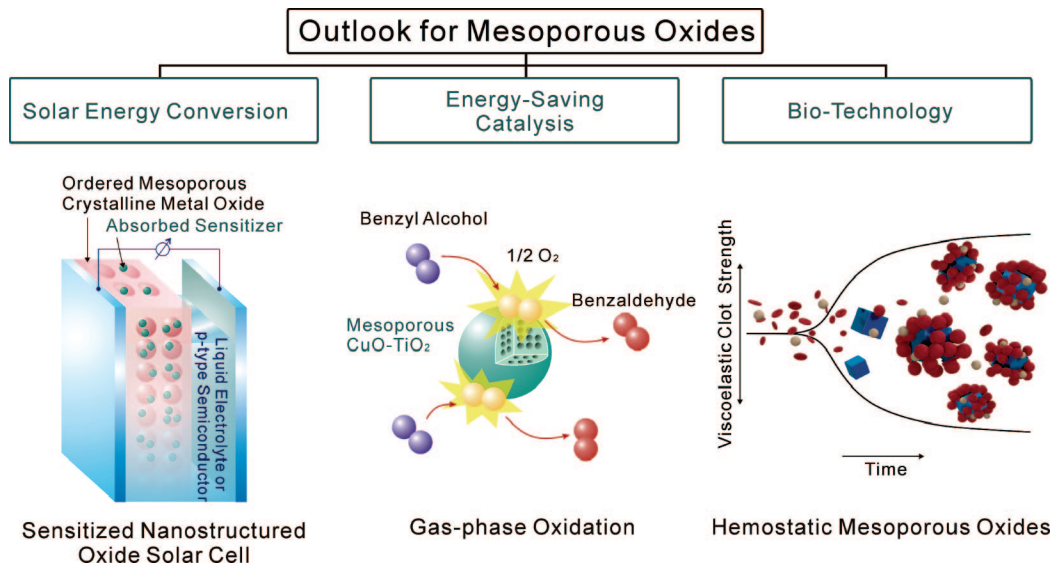 Outlook for Mesoporous Oxides
Solar Energy Conversion
Energy-Saving
Catalysis
Bio-Technology
Ordered Mesoporous
Crystalline Metal Oxide
Absorbed Sensitizer
Liquid Electrolyte or
p-type Semiconductor
Sensitized Nanostructured
Oxide Solar Cell
Benzyl Alcohol
1/2 O₂
Benzaldehyde
Mesoporous
CuO-TiO₂
Gas-phase Oxidation
Viscoelastic Clot Strength
Time
Hemostatic Mesoporous Oxides